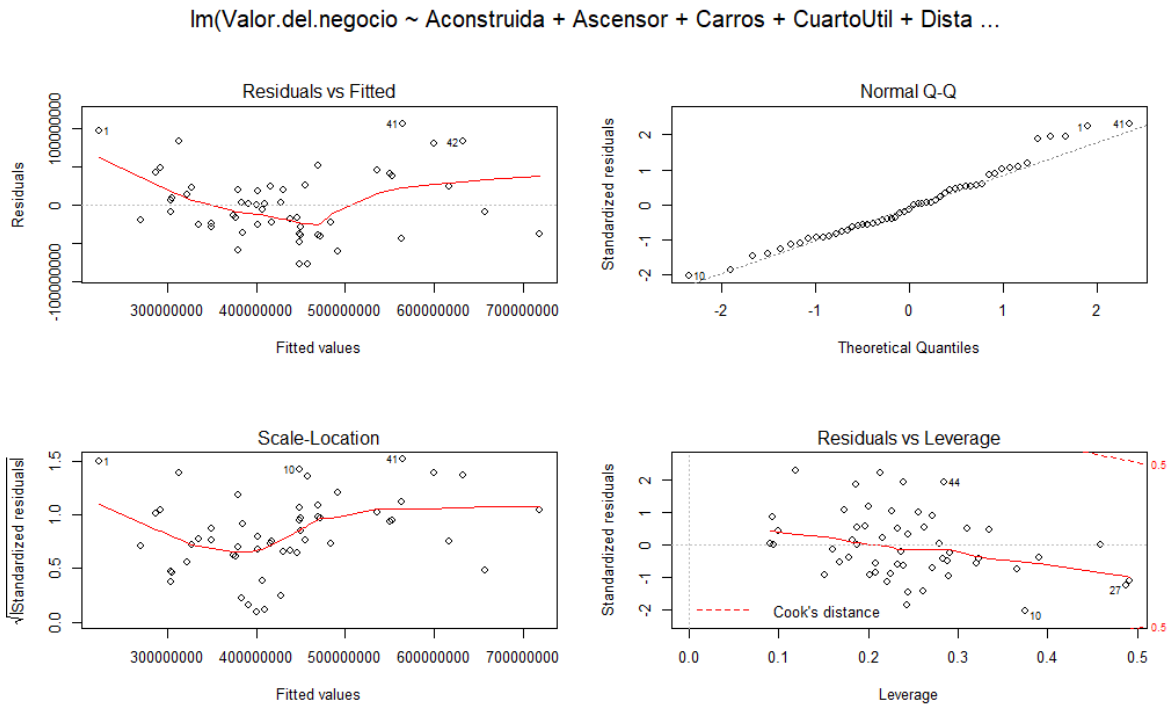 lm(Valor.del.negocio ~ Aconstruida + Ascensor + Carros + CuartoUtil + Dista ...
Residuals vs Fitted
Residuals
-100000000 0 100000000
1
41
42
300000000 400000000 500000000 600000000 700000000
Fitted values
Normal Q-Q
Standardized residuals
-2 -1 0 1 2
10
1
41
-2 -1 0 1 2
Theoretical Quantiles
Scale-Location
√|Standardized residuals|
0.0 0.5 1.0 1.5
1
10
41
300000000 400000000 500000000 600000000 700000000
Fitted values
Residuals vs Leverage
Standardized residuals
-2 -1 0 1 2
44
27
10
Cook's distance
0.5
0.5
0.0 0.1 0.2 0.3 0.4 0.5
Leverage